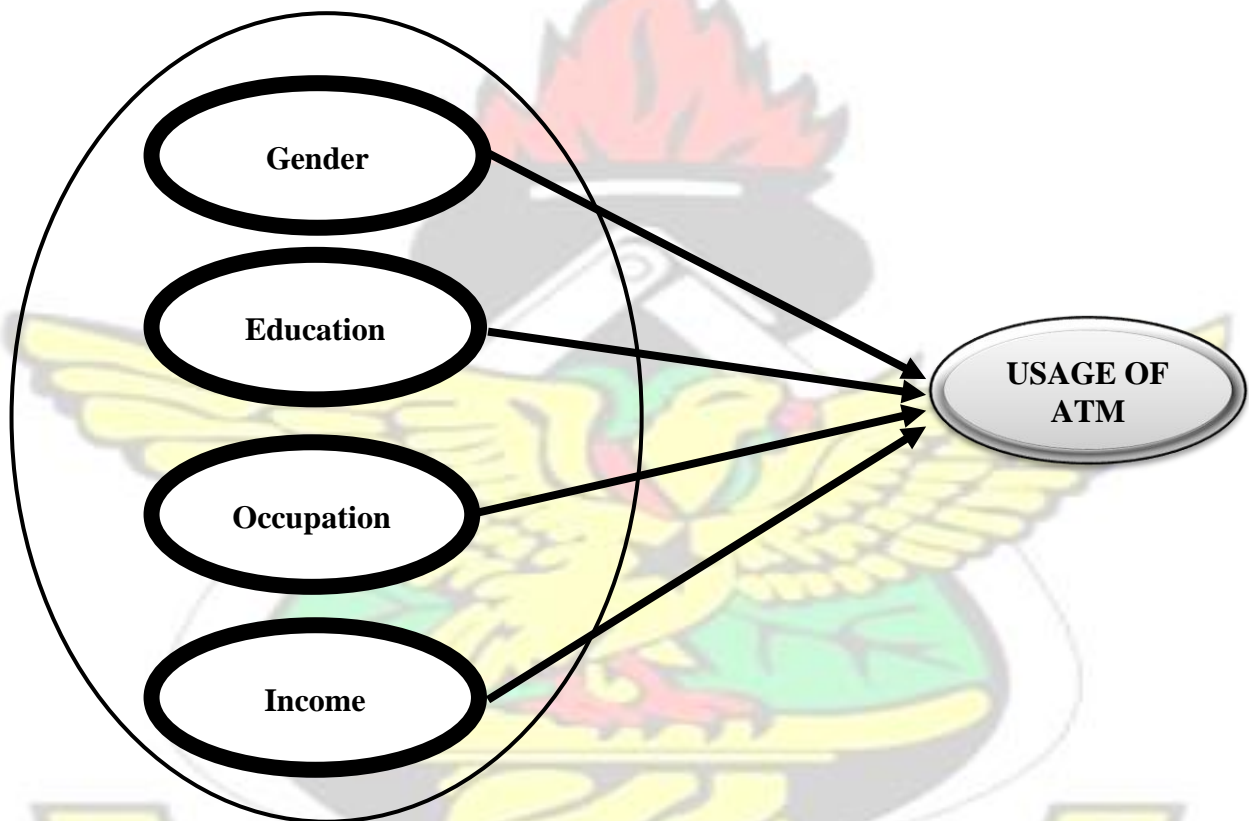 Gender
Education
Occupation
Income
USAGE OF
ATM